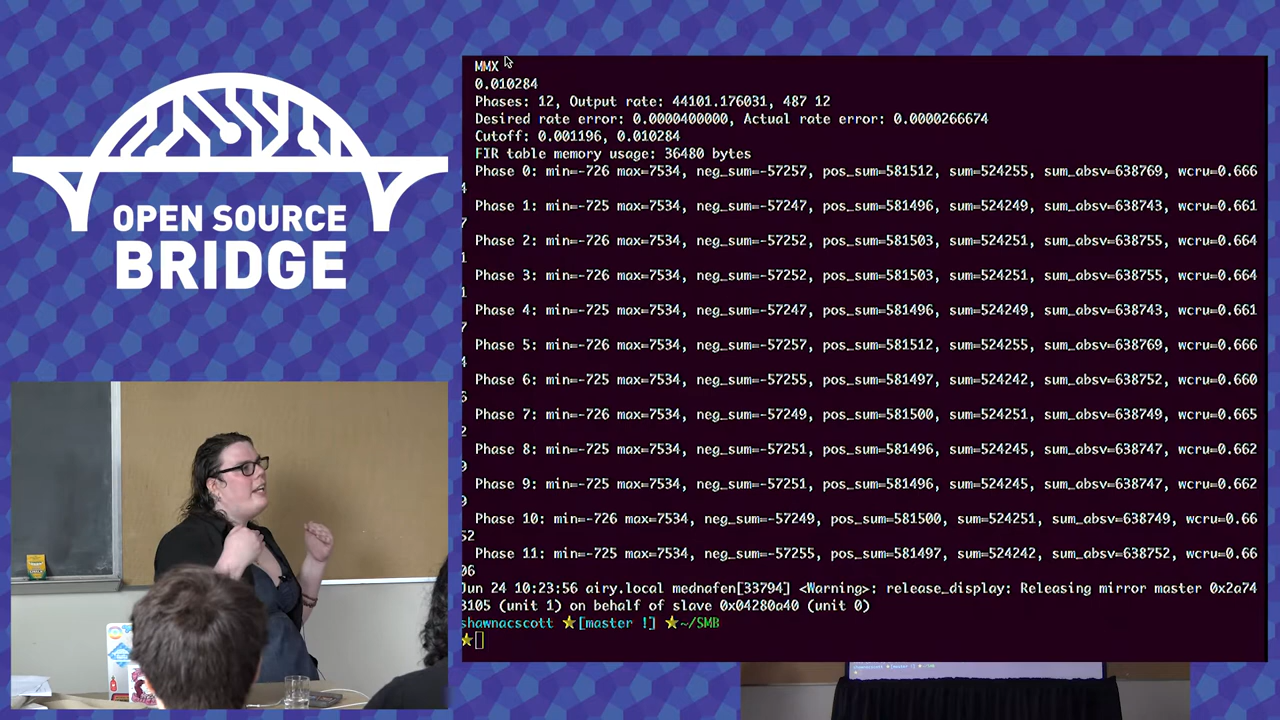 OPEN SOURCE
BRIDGE
MMX
0.010284
Phases: 12, Output rate: 44101.176031, 487 12
Desired rate error: 0.0000400000, Actual rate error: 0.0000266674
Cutoff: 0.001196, 0.010284
FIR table memory usage: 36480 bytes
Phase 0: min=-726 max=7534, neg_sum=-57257, pos_sum=581512, sum=524255, sum_absv=638769, wcru=0.666
4
Phase 1: min=-725 max=7534, neg_sum=-57247, pos_sum=581496, sum=524249, sum_absv=638743, wcru=0.661
7
Phase 2: min=-726 max=7534, neg_sum=-57252, pos_sum=581503, sum=524251, sum_absv=638755, wcru=0.664
1
Phase 3: min=-726 max=7534, neg_sum=-57252, pos_sum=581503, sum=524251, sum_absv=638755, wcru=0.664
1
Phase 4: min=-726 max=7534, neg_sum=-57247, pos_sum=581496, sum=524249, sum_absv=638743, wcru=0.661
7
Phase 5: min=-726 max=7534, neg_sum=-57257, pos_sum=581512, sum=524255, sum_absv=638769, wcru=0.666
4
Phase 6: min=-725 max=7534, neg_sum=-57255, pos_sum=581497, sum=524242, sum_absv=638752, wcru=0.660
6
Phase 7: min=-726 max=7534, neg_sum=-57249, pos_sum=581500, sum=524251, sum_absv=638749, wcru=0.665
2
Phase 8: min=-725 max=7534, neg_sum=-57251, pos_sum=581496, sum=524245, sum_absv=638747, wcru=0.662
9
Phase 9: min=-725 max=7534, neg_sum=-57251, pos_sum=581496, sum=524245, sum_absv=638747, wcru=0.662
9
Phase 10: min=-726 max=7534, neg_sum=-57249, pos_sum=581500, sum=524251, sum_absv=638749, wcru=0.66
52
Phase 11: min=-725 max=7534, neg_sum=-57255, pos_sum=581497, sum=524242, sum_absv=638752, wcru=0.66
06
Jun 24 10:23:56 airy.local mednafen[33794] <Warning>: release_display: Releasing mirror master 0x2a74
3105 (unit 1) on behalf of slave 0x04280a40 (unit 0)
shawnacscott ★[master !] ★~/SMB
★